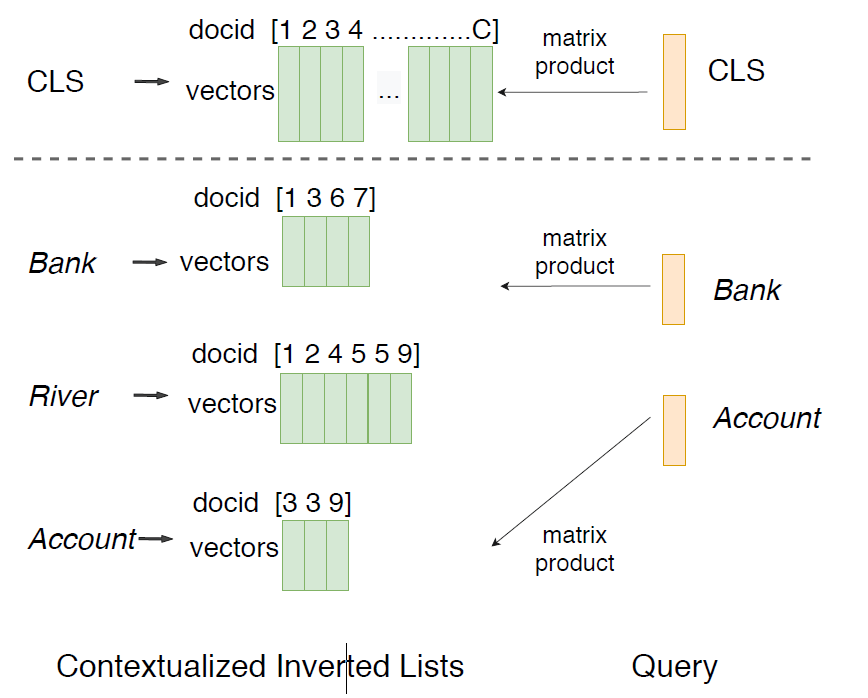 docid [1 2 3 4 .............C]
CLS
vectors
...
matrix
product
CLS
docid [1 3 6 7]
Bank
vectors
matrix
product
Bank
docid [1 2 4 5 5 9]
River
vectors
Account
docid [3 3 9]
Account
vectors
matrix
product
Contextualized Inverted Lists
Query